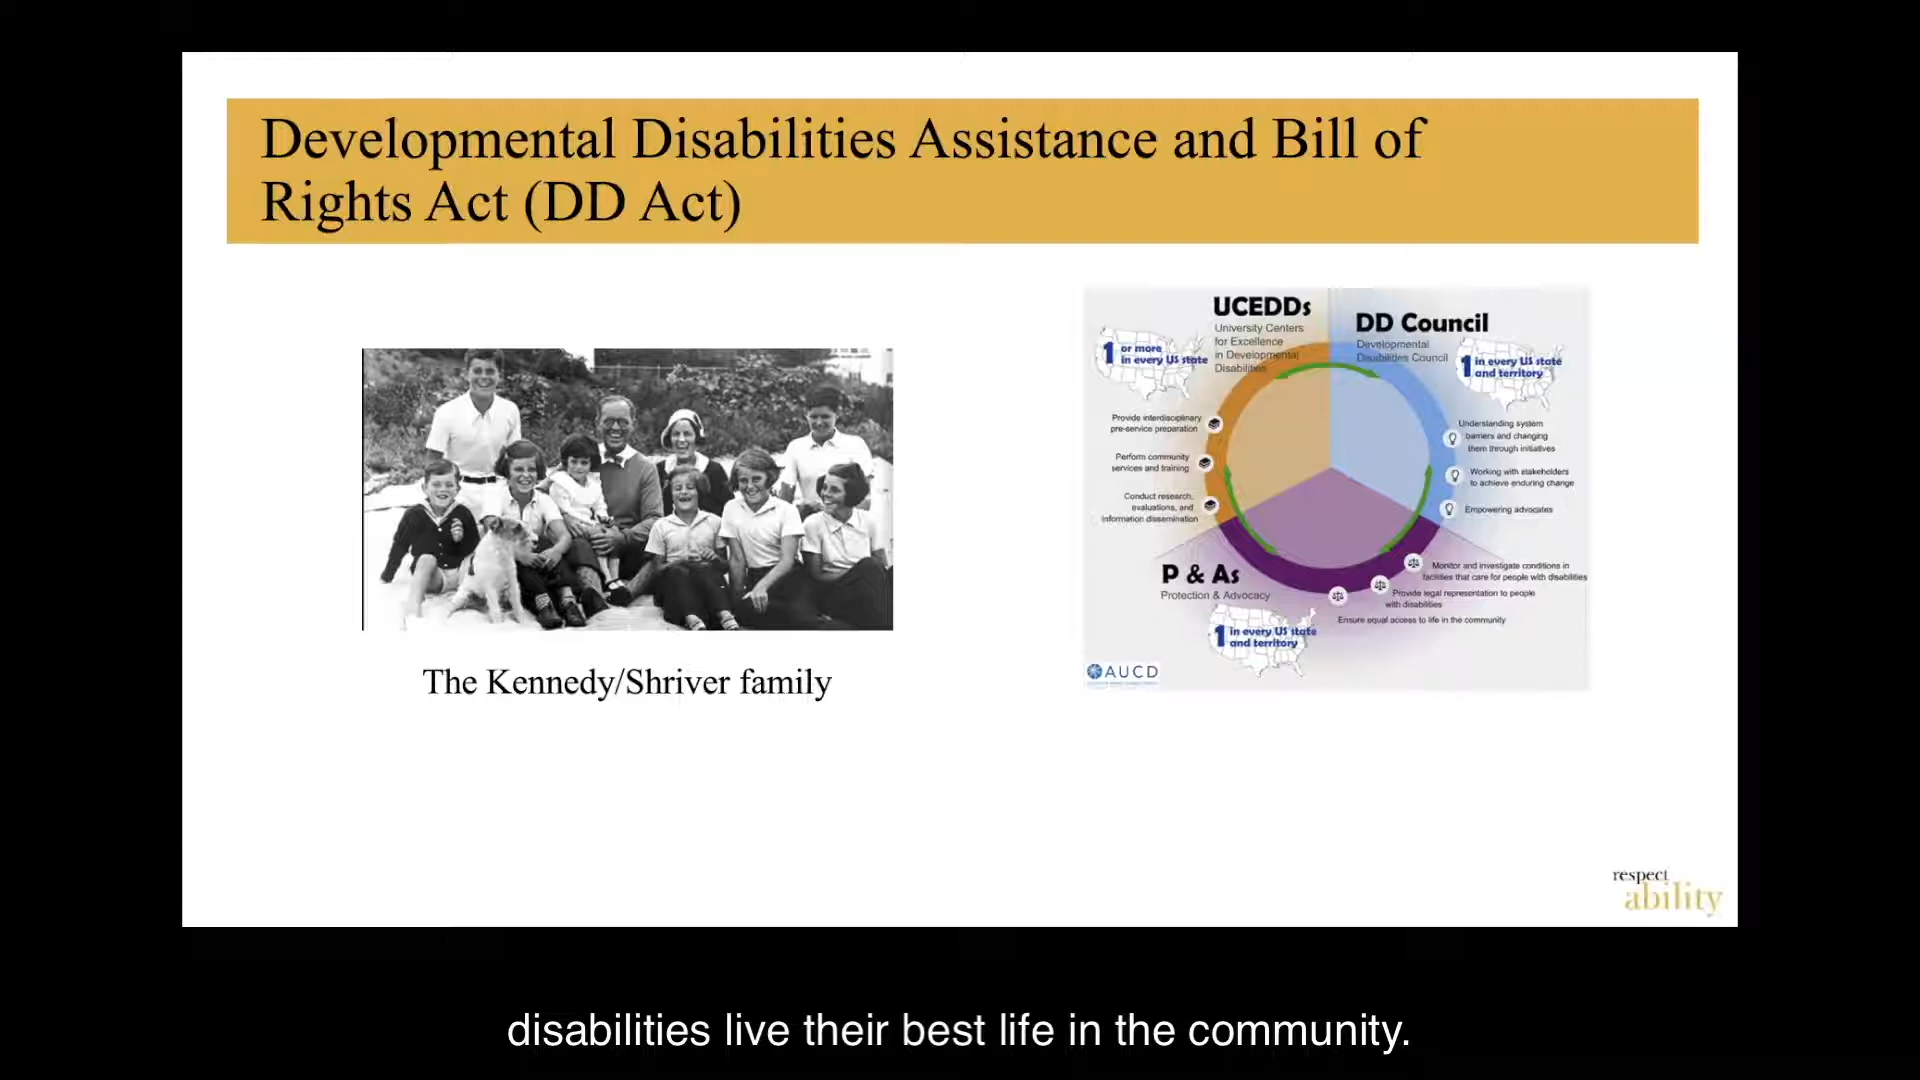 Developmental Disabilities Assistance and Bill of
Rights Act (DD Act)
The Kennedy/Shriver family
UCEDDs
University Centers
for Excellence
in Developmental
Disabilities
1 or more
in every US state
Provide interdisciplinary
pre-service preparation
Perform community
services and training
Conduct research,
evaluations, and
information dissemination
DD Council
Developmental
Disabilities Council
1 in every US state
and territory
Understanding system
barriers and changing
them through initiatives
Working with stakeholders
to achieve enduring change
Empowering advocates
P & As
Protection & Advocacy
1 in every US state
and territory
Monitor and investigate conditions in
facilities that care for people with disabilities
Provide legal representation to people
with disabilities
Ensure equal access to life in the community
AUCD
respect
ability
disabilities live their best life in the community.